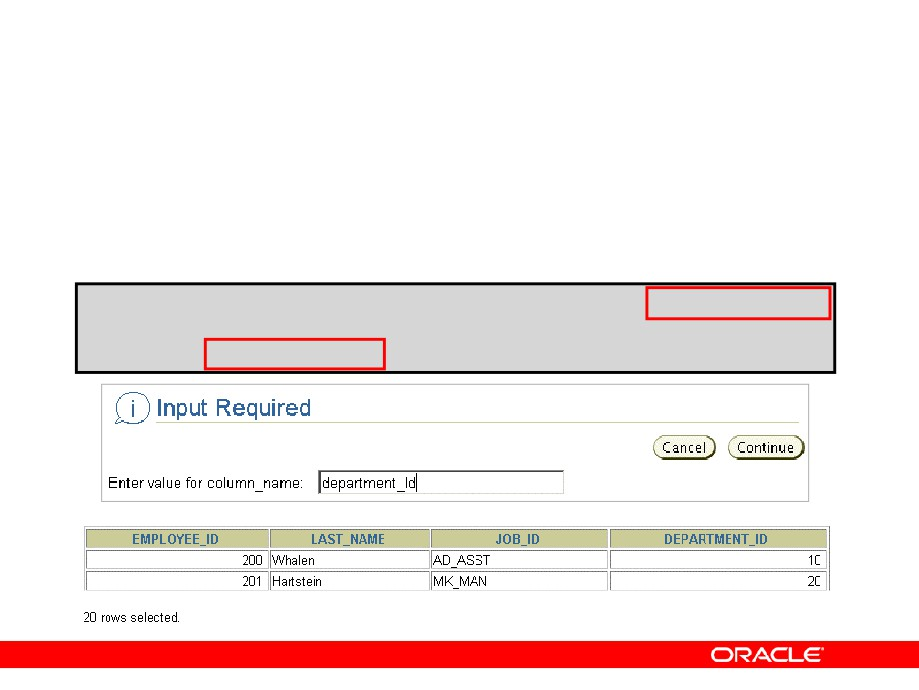 i Input Required
Cancel Continue
Enter value for column_name: department_Id
EMPLOYEE_ID LAST_NAME JOB_ID DEPARTMENT_ID
200 Whalen AD_ASST 10
201 Hartstein MK_MAN 20
20 rows selected.
ORACLE